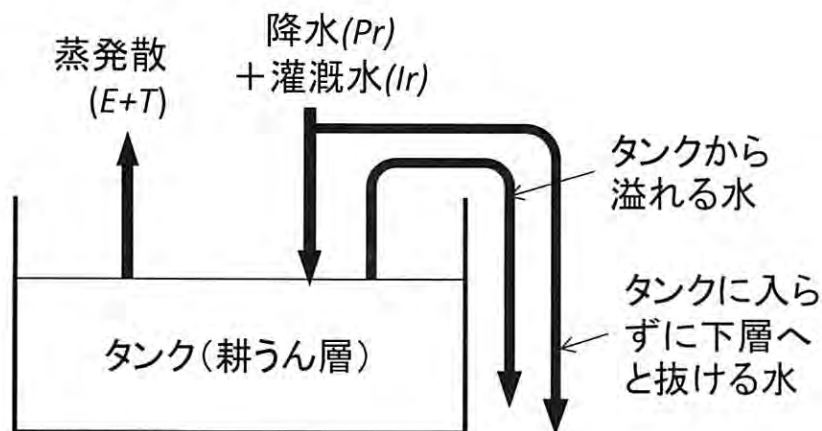 蒸発散
(E+T)
降水(Pr)
＋灌漑水(Ir)
タンクから
溢れる水
タンクに入ら
ずに下層へ
と抜ける水
タンク(耕うん層)